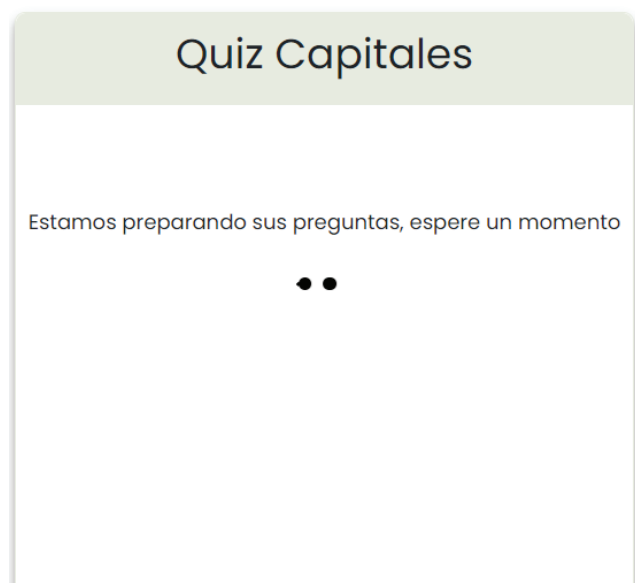 Quiz Capitales
Estamos preparando sus preguntas, espere un momento